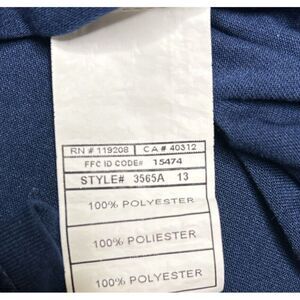 RN # 119208 CA # 40312
FFC ID CODE# 15474
STYLE# 3565A 13
100% POLYESTER
100% POLIESTER
100% POLYESTER